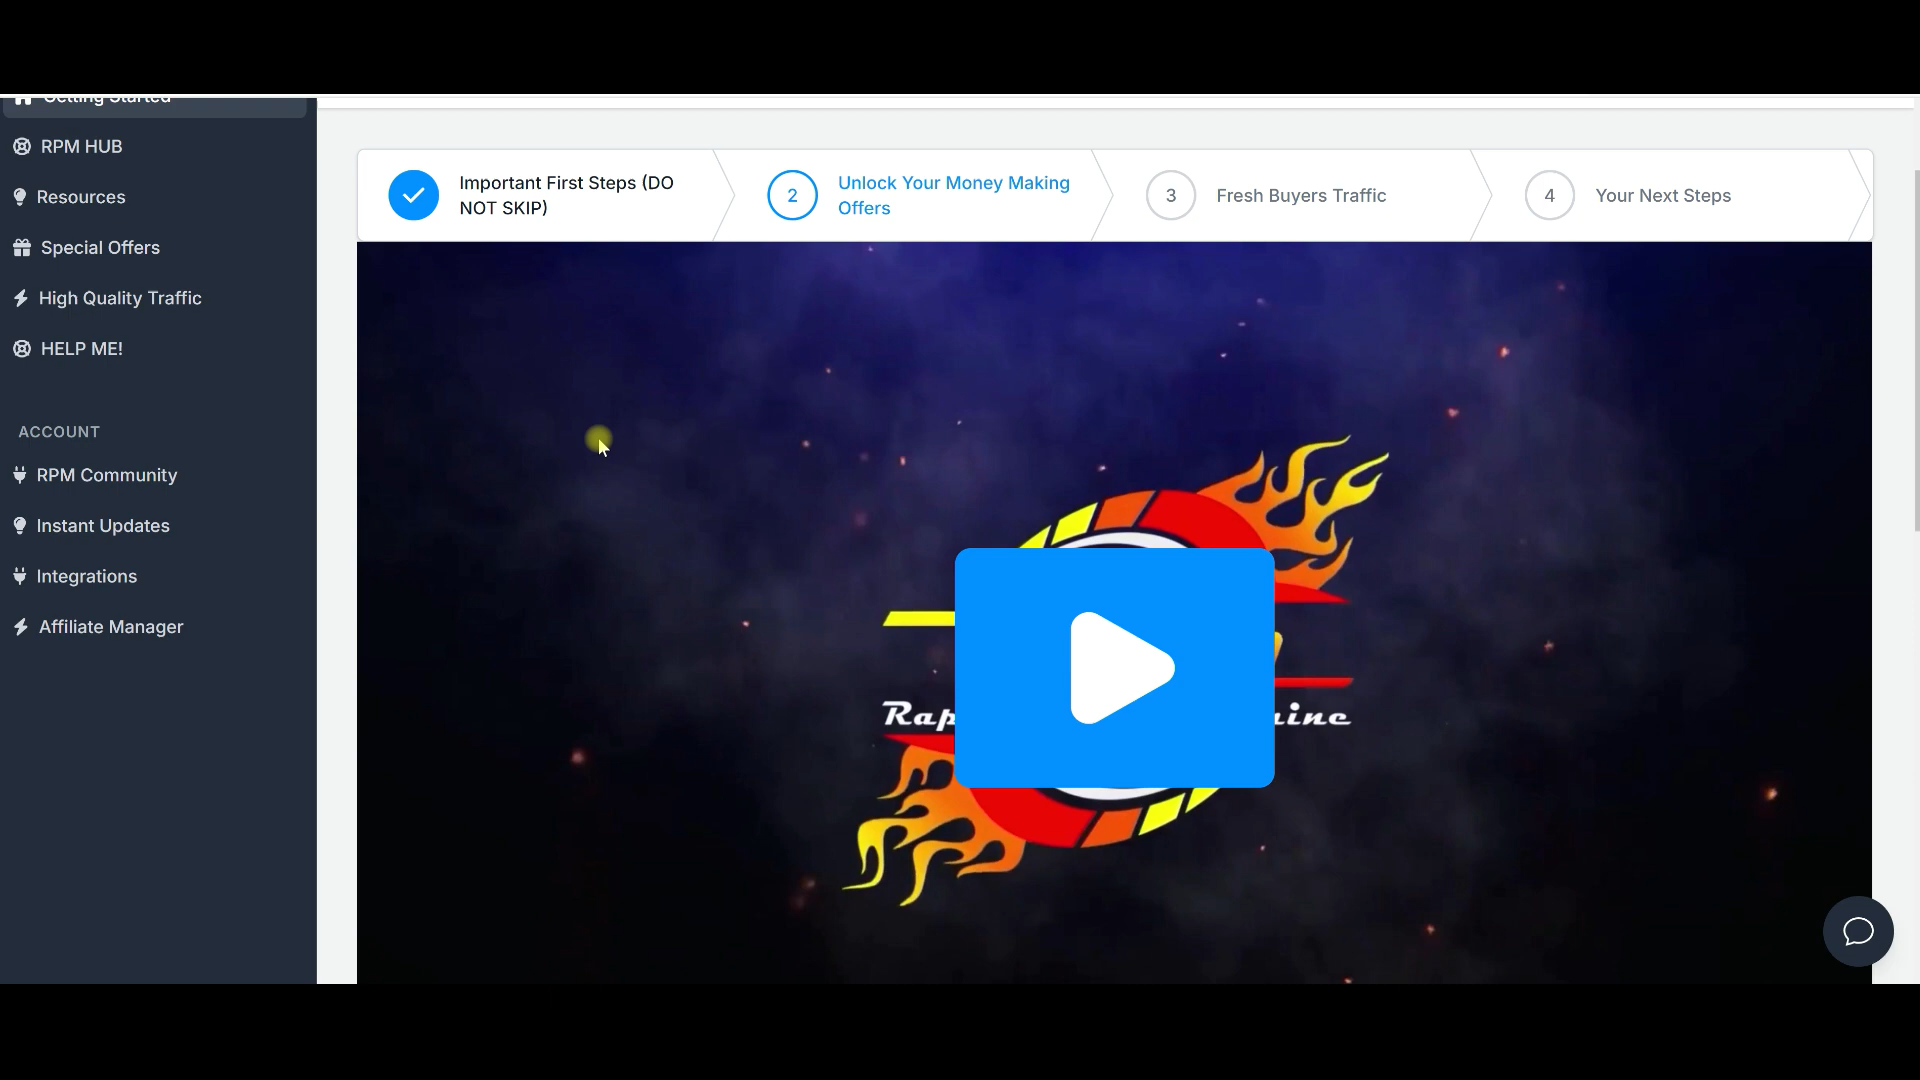 Getting Started
RPM HUB
Resources
Special Offers
High Quality Traffic
HELP ME!
ACCOUNT
RPM Community
Instant Updates
Integrations
Affiliate Manager
Important First Steps (DO
NOT SKIP)
2
Unlock Your Money Making
Offers
3
Fresh Buyers Traffic
4
Your Next Steps